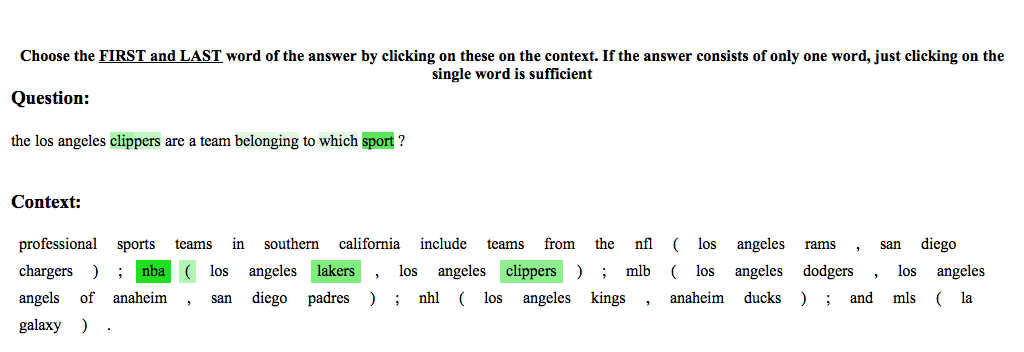 Choose the FIRST and LAST word of the answer by clicking on these on the context. If the answer consists of only one word, just clicking on the
single word is sufficient
Question:
the los angeles clippers are a team belonging to which sport ?
Context:
professional sports teams in southern california include teams from the nfl ( los angeles rams , san diego
chargers ) ; nba ( los angeles lakers , los angeles clippers ) ; mlb ( los angeles dodgers , los angeles
angels of anaheim , san diego padres ) ; nhl ( los angeles kings , anaheim ducks ) ; and mls ( la
galaxy ) .